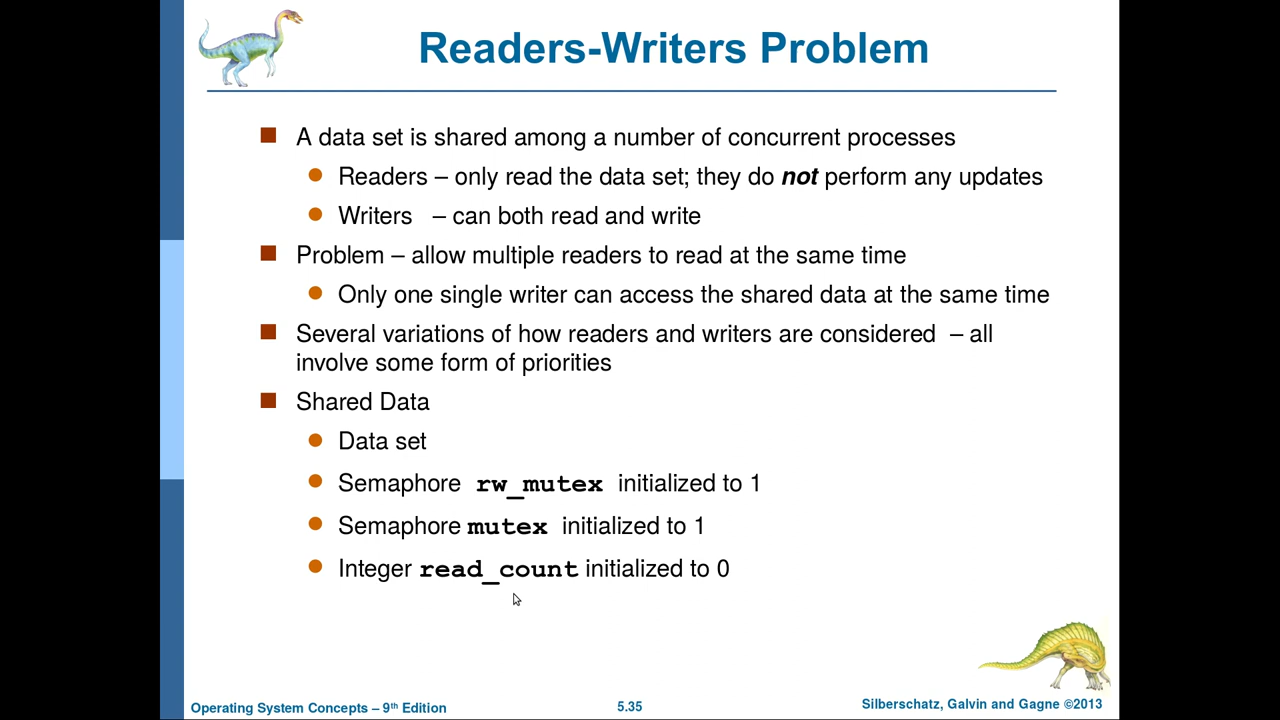 Readers-Writers Problem
A data set is shared among a number of concurrent processes
Readers – only read the data set; they do not perform any updates
Writers – can both read and write
Problem – allow multiple readers to read at the same time
Only one single writer can access the shared data at the same time
Several variations of how readers and writers are considered – all
involve some form of priorities
Shared Data
Data set
Semaphore rw_mutex initialized to 1
Semaphore mutex initialized to 1
Integer read_count initialized to 0
Operating System Concepts – 9th Edition
5.35
Silberschatz, Galvin and Gagne ©2013